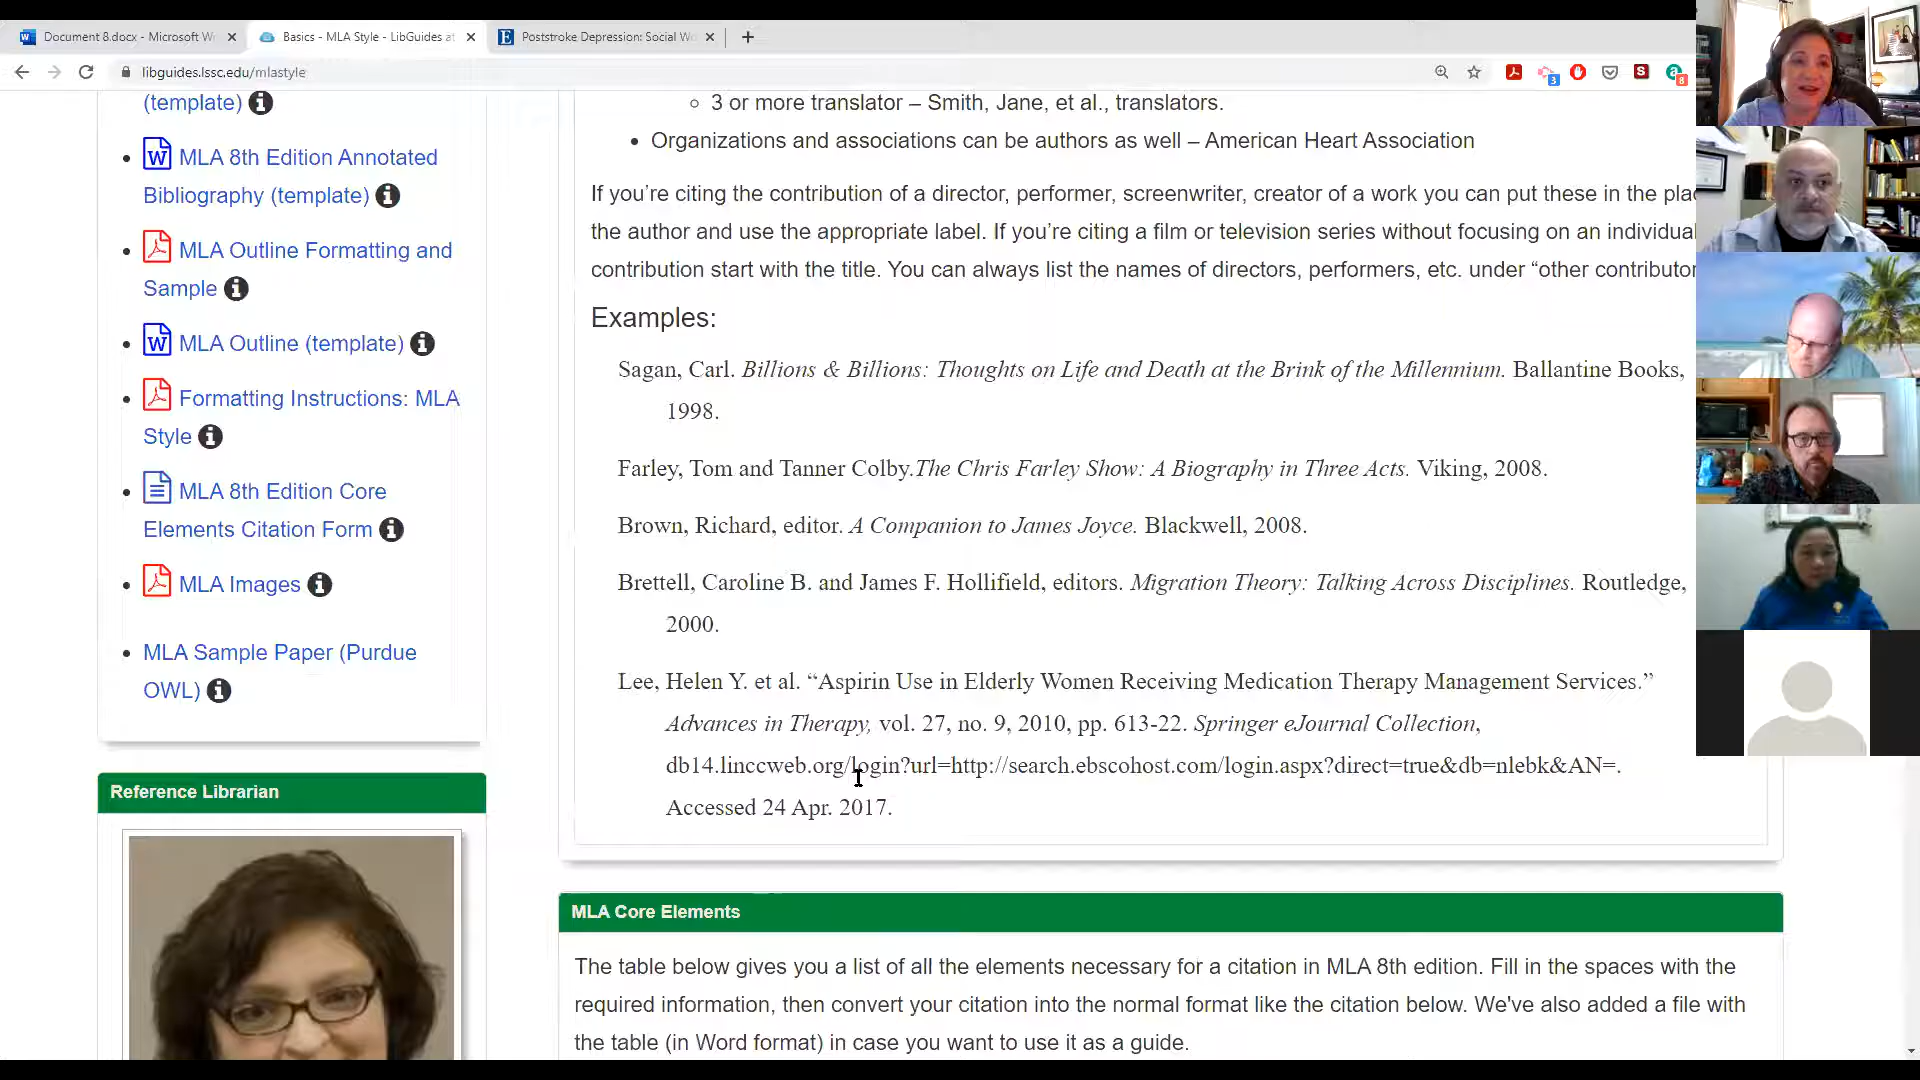 Document 8.docx - Microsoft W
Basics - MLA Style - LibGuides at
Poststroke Depression: Social Wo
libguides.lssc.edu/mlastyle
3
8
(template)
MLA 8th Edition Annotated
Bibliography (template)
MLA Outline Formatting and
Sample
MLA Outline (template)
Formatting Instructions: MLA
Style
MLA 8th Edition Core
Elements Citation Form
MLA Images
MLA Sample Paper (Purdue
OWL)
Reference Librarian
3 or more translator – Smith, Jane, et al., translators.
Organizations and associations can be authors as well – American Heart Association
If you’re citing the contribution of a director, performer, screenwriter, creator of a work you can put these in the plac
the author and use the appropriate label. If you’re citing a film or television series without focusing on an individual
contribution start with the title. You can always list the names of directors, performers, etc. under “other contributor
Examples:
Sagan, Carl. Billions & Billions: Thoughts on Life and Death at the Brink of the Millennium. Ballantine Books,
1998.
Farley, Tom and Tanner Colby.The Chris Farley Show: A Biography in Three Acts. Viking, 2008.
Brown, Richard, editor. A Companion to James Joyce. Blackwell, 2008.
Brettell, Caroline B. and James F. Hollifield, editors. Migration Theory: Talking Across Disciplines. Routledge,
2000.
Lee, Helen Y. et al. “Aspirin Use in Elderly Women Receiving Medication Therapy Management Services.”
Advances in Therapy, vol. 27, no. 9, 2010, pp. 613-22. Springer eJournal Collection,
db14.linccweb.org/login?url=http://search.ebscohost.com/login.aspx?direct=true&db=nlebk&AN=.
Accessed 24 Apr. 2017.
MLA Core Elements
The table below gives you a list of all the elements necessary for a citation in MLA 8th edition. Fill in the spaces with the
required information, then convert your citation into the normal format like the citation below. We've also added a file with
the table (in Word format) in case you want to use it as a guide.